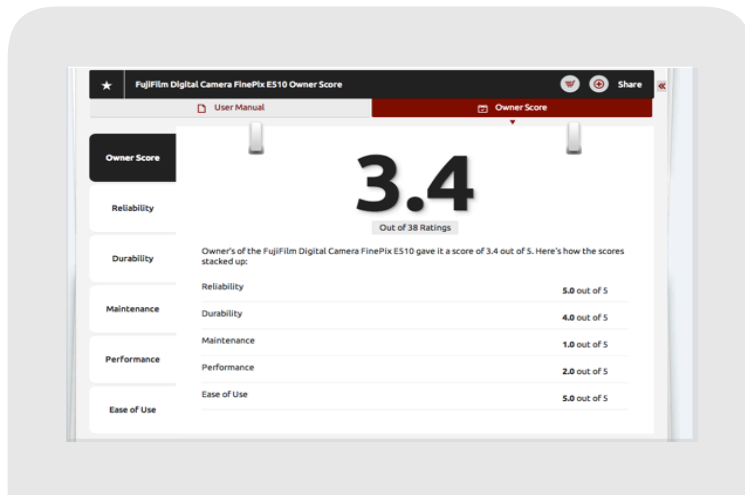 FujiFilm Digital Camera FinePix E510 Owner Score
Share
User Manual
Owner Score
Owner Score
Reliability
Durability
Maintenance
Performance
Ease of Use
3.4
Out of 38 Ratings
Owner's of the FujiFilm Digital Camera FinePix E510 gave it a score of 3.4 out of 5. Here's how the scores
stacked up:
Reliability 5.0 out of 5
Durability 4.0 out of 5
Maintenance 1.0 out of 5
Performance 2.0 out of 5
Ease of Use 5.0 out of 5